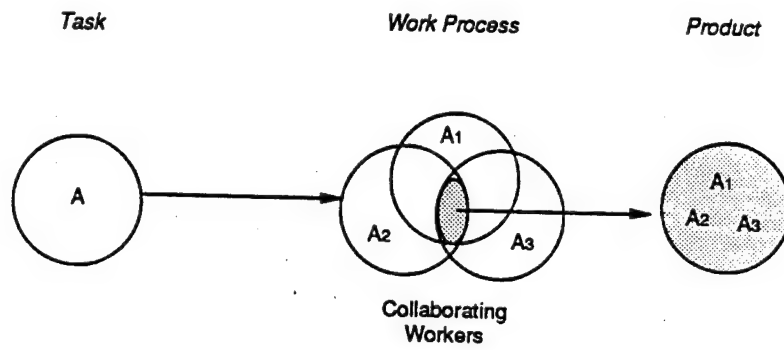 Task
Work Process
Product
A
A1
A2
A3
A1
A2
A3
Collaborating
Workers